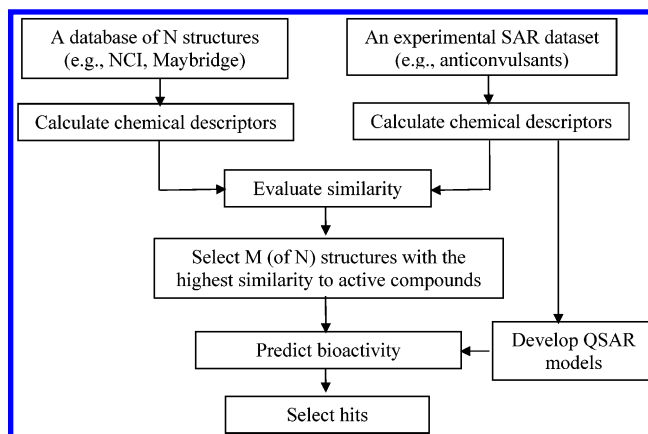 A database of N structures
(e.g., NCI, Maybridge)
An experimental SAR dataset
(e.g., anticonvulsants)
Calculate chemical descriptors
Calculate chemical descriptors
Evaluate similarity
Select M (of N) structures with the
highest similarity to active compounds
Predict bioactivity
Develop QSAR
models
Select hits